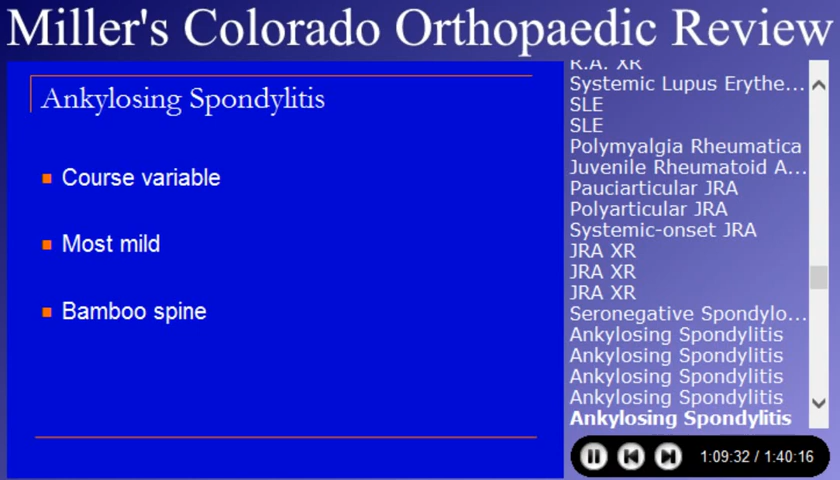 Miller's Colorado Orthopaedic Review
Ankylosing Spondylitis
Course variable
Most mild
Bamboo spine
R.A. XR
Systemic Lupus Erythe...
SLE
SLE
Polymyalgia Rheumatica
Juvenile Rheumatoid A...
Pauciarticular JRA
Polyarticular JRA
Systemic-onset JRA
JRA XR
JRA XR
JRA XR
Seronegative Spondylo...
Ankylosing Spondylitis
Ankylosing Spondylitis
Ankylosing Spondylitis
Ankylosing Spondylitis
Ankylosing Spondylitis
1:09:32 / 1:40:16